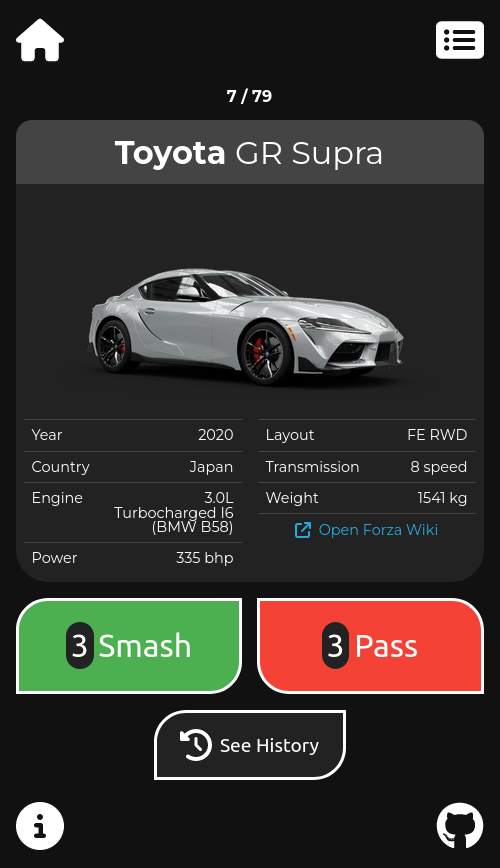 7 / 79
Toyota GR Supra
Year 2020
Country Japan
Engine 3.0L
Turbocharged I6
(BMW B58)
Power 335 bhp
Layout FE RWD
Transmission 8 speed
Weight 1541 kg
Open Forza Wiki
3 Smash
3 Pass
See History